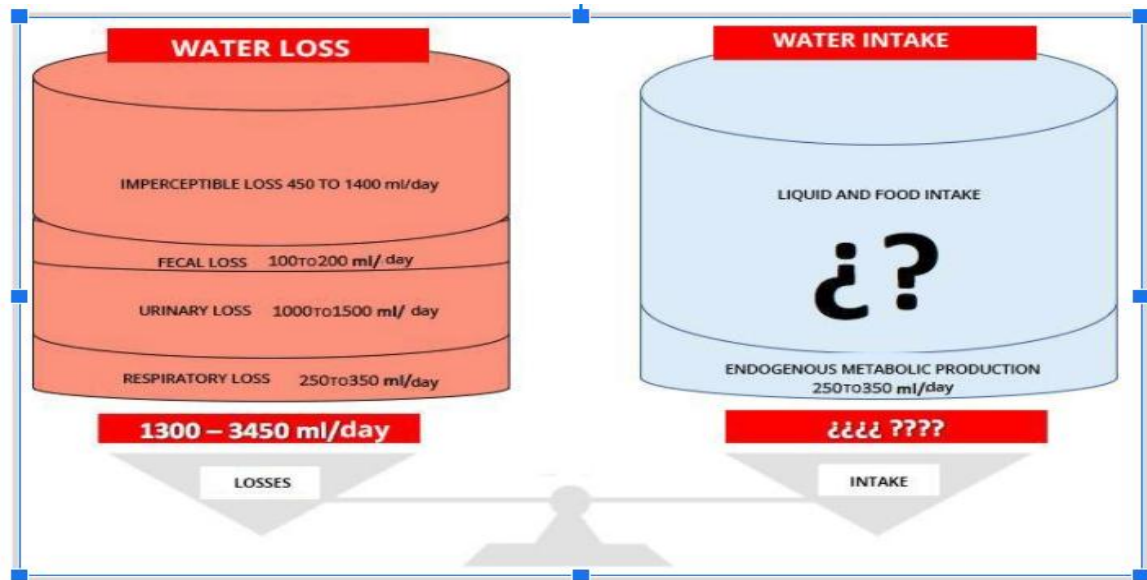 WATER LOSS
IMPERCEPTIBLE LOSS 450 TO 1400 ml/day
FECAL LOSS 100TO200 ml/ day
URINARY LOSS 1000TO1500 ml/ day
RESPIRATORY LOSS 250TO350 ml/day
1300 – 3450 ml/day
LOSSES
WATER INTAKE
LIQUID AND FOOD INTAKE
¿?
ENDOGENOUS METABOLIC PRODUCTION
250TO350 ml/day
¿¿¿¿ ????
INTAKE